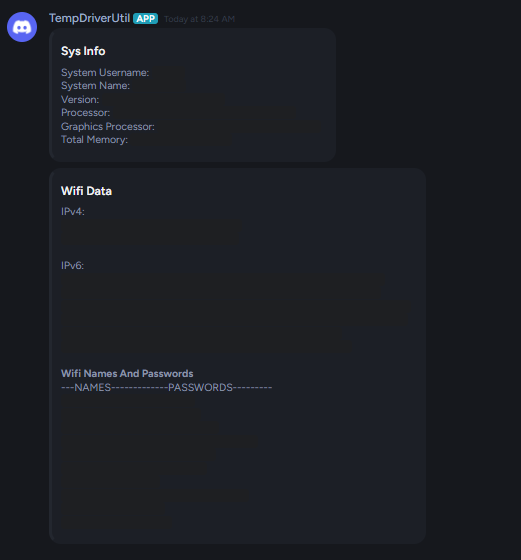 TempDriverUtil APP Today at 8:24 AM
Sys Info
System Username:
System Name:
Version:
Processor:
Graphics Processor:
Total Memory:
Wifi Data
IPv4:
IPv6:
Wifi Names And Passwords
---NAMES-------------PASSWORDS---------